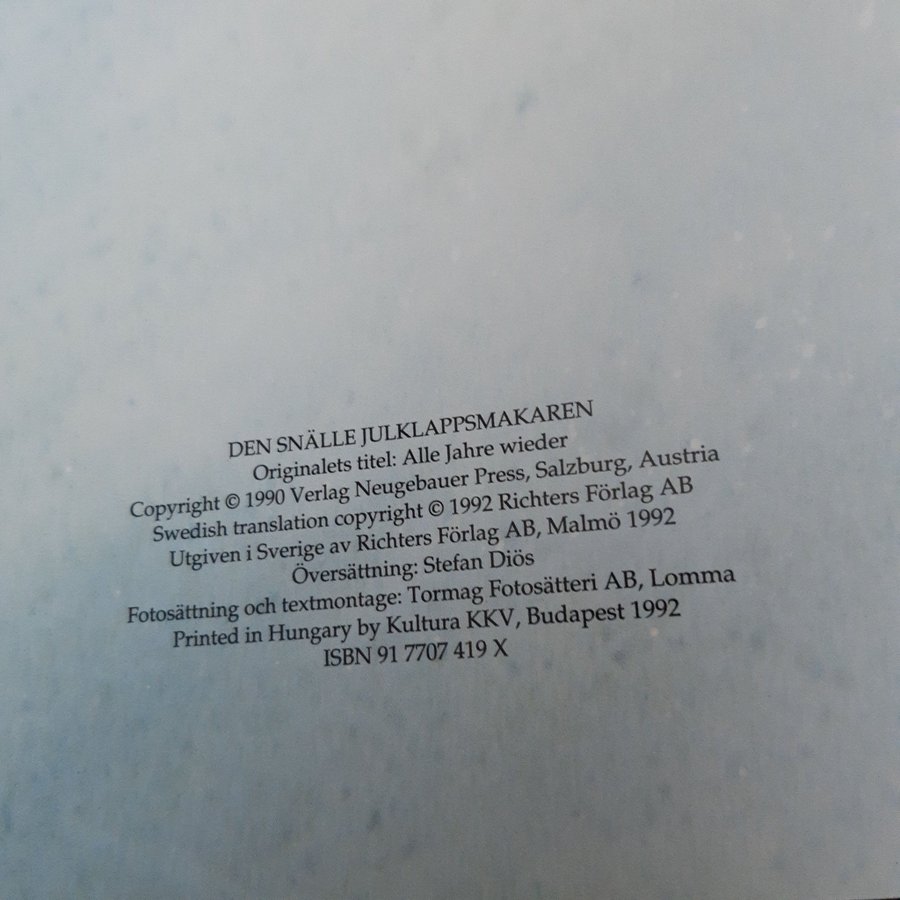 DEN SNÄLLE JULKLAPPSMAKAREN
Originalets titel: Alle Jahre wieder
Copyright © 1990 Verlag Neugebauer Press, Salzburg, Austria
Swedish translation copyright © 1992 Richters Förlag AB
Utgiven i Sverige av Richters Förlag AB, Malmö 1992
Översättning: Stefan Diös
Fotosättning och textmontage: Tormag Fotosätteri AB, Lomma
Printed in Hungary by Kultura KKV, Budapest 1992
ISBN 91 7707 419 X